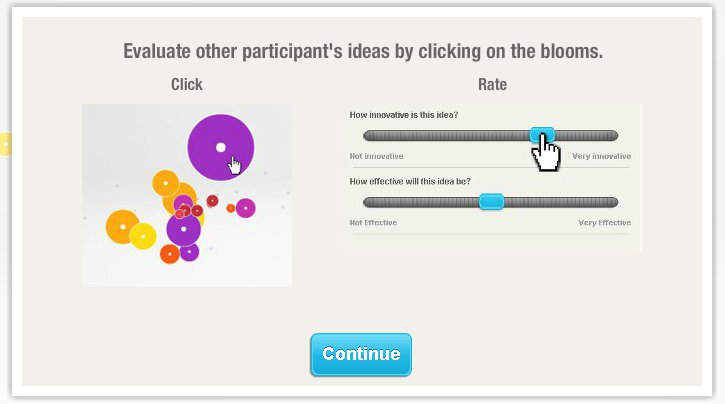 Evaluate other participant's ideas by clicking on the blooms.
Click
Rate
How innovative is this idea?
Not innovative
Very innovative
How effective will this idea be?
Not Effective
Very Effective
Continue